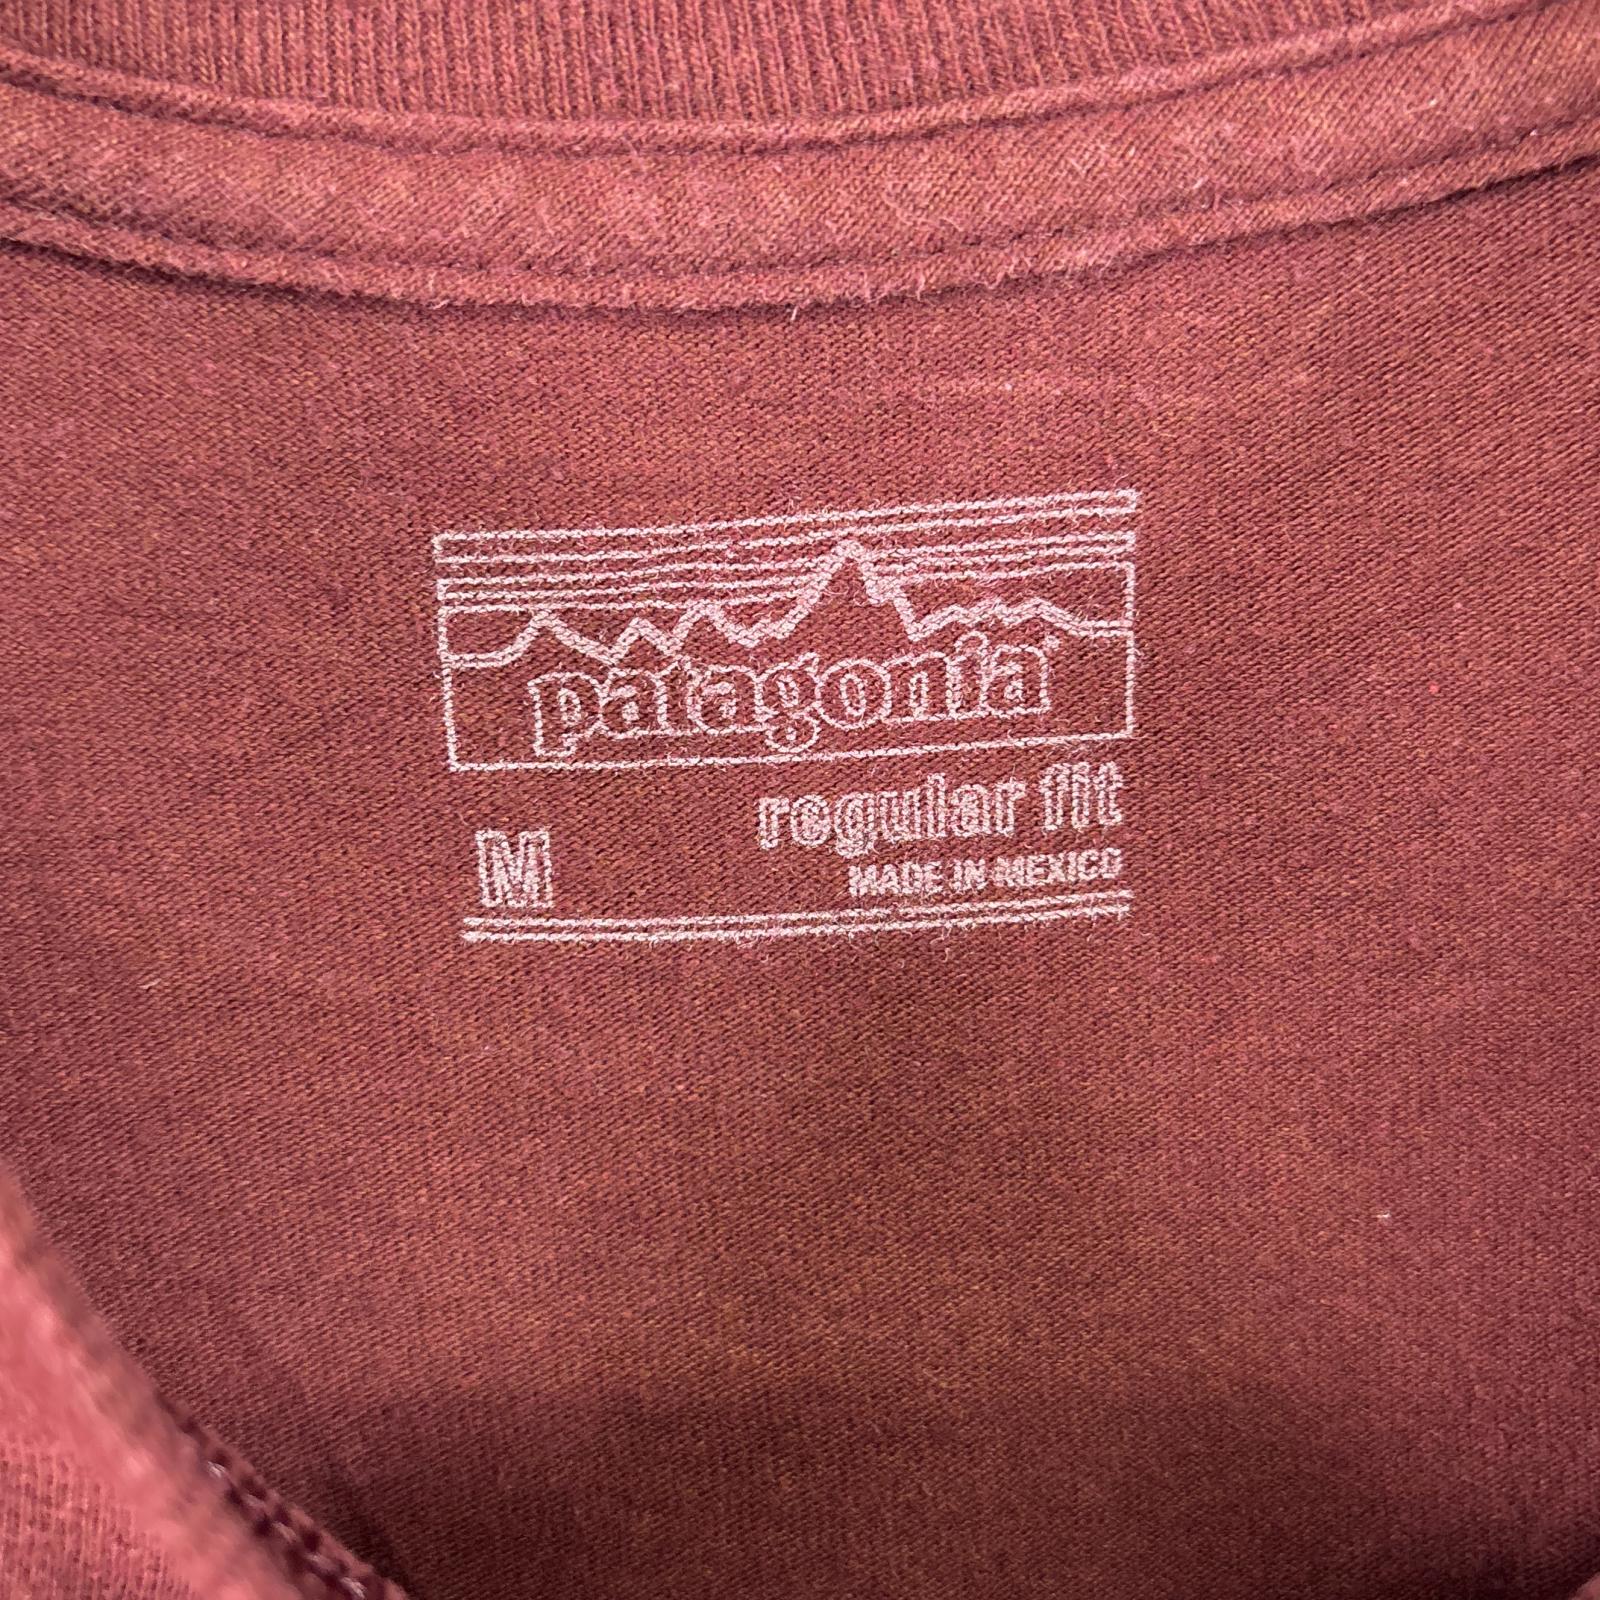 patagonia®
regular fit
M
MADE IN MEXICO